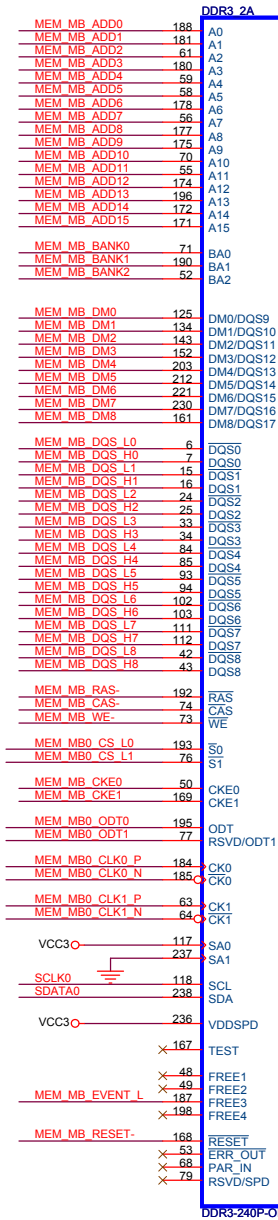 DDR3_2A
MEM_MB_ADD0 188 A0
MEM_MB_ADD1 181 A1
MEM_MB_ADD2 61 A2
MEM_MB_ADD3 180 A3
MEM_MB_ADD4 59 A4
MEM_MB_ADD5 58 A5
MEM_MB_ADD6 178 A6
MEM_MB_ADD7 56 A7
MEM_MB_ADD8 177 A8
MEM_MB_ADD9 175 A9
MEM_MB_ADD10 70 A10
MEM_MB_ADD11 55 A11
MEM_MB_ADD12 174 A12
MEM_MB_ADD13 196 A13
MEM_MB_ADD14 172 A14
MEM_MB_ADD15 171 A15
MEM_MB_BANK0 71 BA0
MEM_MB_BANK1 190 BA1
MEM_MB_BANK2 52 BA2
MEM_MB_DM0 125 DM0/DQS9
MEM_MB_DM1 134 DM1/DQS10
MEM_MB_DM2 143 DM2/DQS11
MEM_MB_DM3 152 DM3/DQS12
MEM_MB_DM4 203 DM4/DQS13
MEM_MB_DM5 212 DM5/DQS14
MEM_MB_DM6 221 DM6/DQS15
MEM_MB_DM7 230 DM7/DQS16
MEM_MB_DM8 161 DM8/DQS17
MEM_MB_DQS_L0 6 DQS0
MEM_MB_DQS_H0 7 DQS0
MEM_MB_DQS_L1 15 DQS1
MEM_MB_DQS_H1 16 DQS1
MEM_MB_DQS_L2 24 DQS2
MEM_MB_DQS_H2 25 DQS2
MEM_MB_DQS_L3 33 DQS3
MEM_MB_DQS_H3 34 DQS3
MEM_MB_DQS_L4 84 DQS4
MEM_MB_DQS_H4 85 DQS4
MEM_MB_DQS_L5 93 DQS5
MEM_MB_DQS_H5 94 DQS5
MEM_MB_DQS_L6 102 DQS6
MEM_MB_DQS_H6 103 DQS6
MEM_MB_DQS_L7 111 DQS7
MEM_MB_DQS_H7 112 DQS7
MEM_MB_DQS_L8 42 DQS8
MEM_MB_DQS_H8 43 DQS8
MEM_MB_RAS- 192 RAS
MEM_MB_CAS- 74 CAS
MEM_MB_WE- 73 WE
MEM_MB0_CS_L0 193 S0
MEM_MB0_CS_L1 76 S1
MEM_MB_CKE0 50 CKE0
MEM_MB_CKE1 169 CKE1
MEM_MB0_ODT0 195 ODT
MEM_MB0_ODT1 77 RSVD/ODT1
MEM_MB0_CLK0_P 184 CK0
MEM_MB0_CLK0_N 185 CK0
MEM_MB0_CLK1_P 63 CK1
MEM_MB0_CLK1_N 64 CK1
VCC3 117 SA0
237 SA1
SCLK0 118 SCL
SDATA0 238 SDA
VCC3 236 VDDSPD
167 TEST
48 FREE1
49 FREE2
MEM_MB_EVENT_L 187 FREE3
198 FREE4
MEM_MB_RESET- 168 RESET
53 ERR_OUT
68 PAR_IN
79 RSVD/SPD